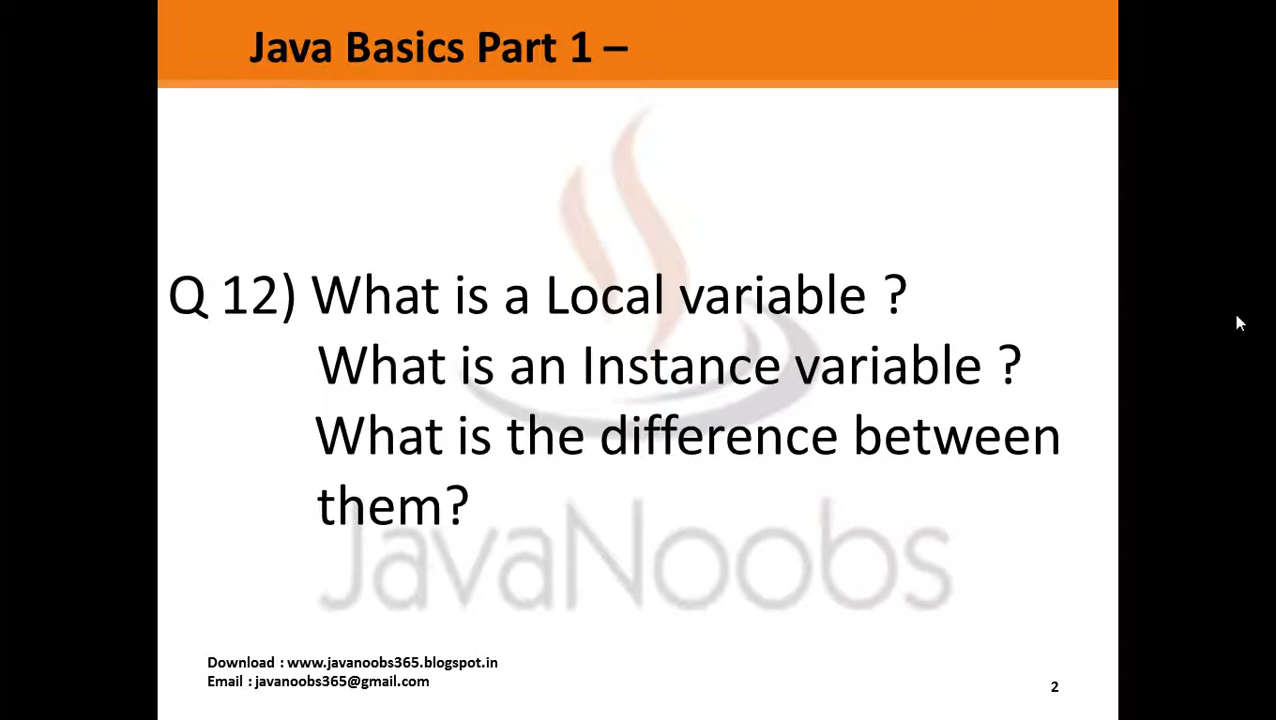 Java Basics Part 1 –
Q 12) What is a Local variable ?
What is an Instance variable ?
What is the difference between
them?
JavaNoobs
Download : www.javanoobs365.blogspot.in
Email : javanoobs365@gmail.com
2